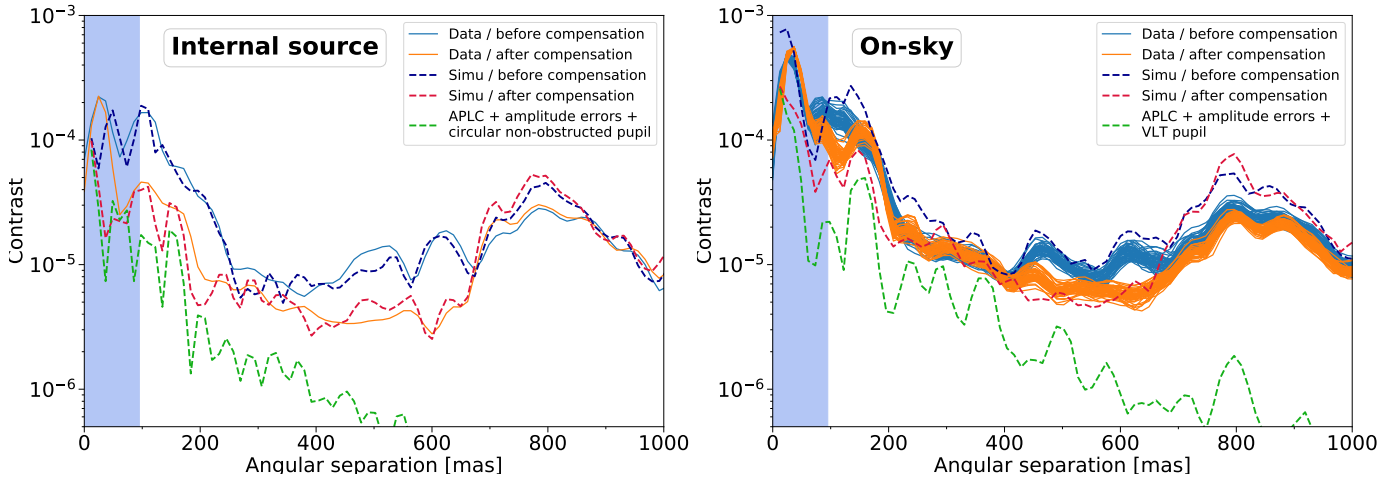 Internal source
Data / before compensation
Data / after compensation
Simu / before compensation
Simu / after compensation
APLC + amplitude errors +
circular non-obstructed pupil
Contrast
10⁻³
10⁻⁴
10⁻⁵
10⁻⁶
0 200 400 600 800 1000
Angular separation [mas]
On-sky
Data / before compensation
Data / after compensation
Simu / before compensation
Simu / after compensation
APLC + amplitude errors +
VLT pupil
Contrast
10⁻³
10⁻⁴
10⁻⁵
10⁻⁶
0 200 400 600 800 1000
Angular separation [mas]